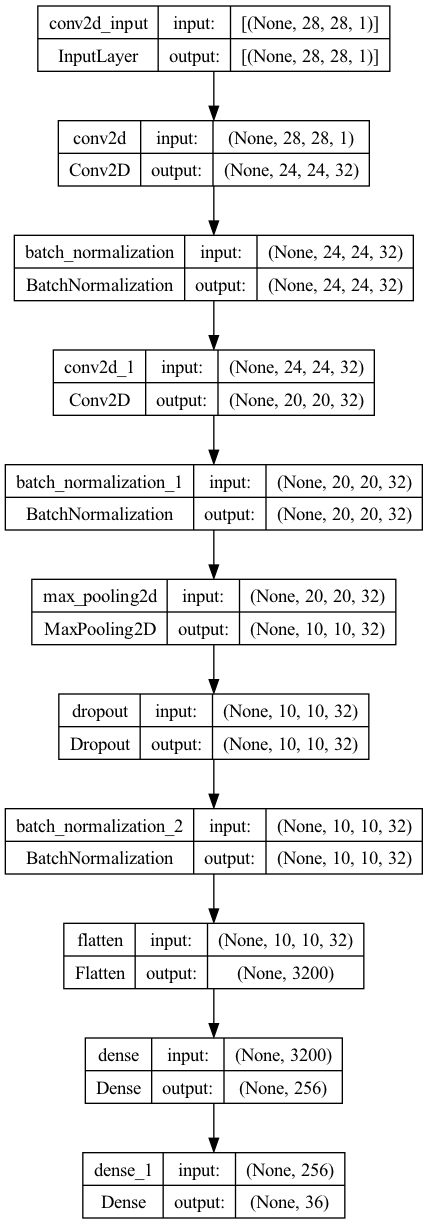 conv2d_input input: [(None, 28, 28, 1)]
InputLayer output: [(None, 28, 28, 1)]
conv2d input: (None, 28, 28, 1)
Conv2D output: (None, 24, 24, 32)
batch_normalization input: (None, 24, 24, 32)
BatchNormalization output: (None, 24, 24, 32)
conv2d_1 input: (None, 24, 24, 32)
Conv2D output: (None, 20, 20, 32)
batch_normalization_1 input: (None, 20, 20, 32)
BatchNormalization output: (None, 20, 20, 32)
max_pooling2d input: (None, 20, 20, 32)
MaxPooling2D output: (None, 10, 10, 32)
dropout input: (None, 10, 10, 32)
Dropout output: (None, 10, 10, 32)
batch_normalization_2 input: (None, 10, 10, 32)
BatchNormalization output: (None, 10, 10, 32)
flatten input: (None, 10, 10, 32)
Flatten output: (None, 3200)
dense input: (None, 3200)
Dense output: (None, 256)
dense_1 input: (None, 256)
Dense output: (None, 36)